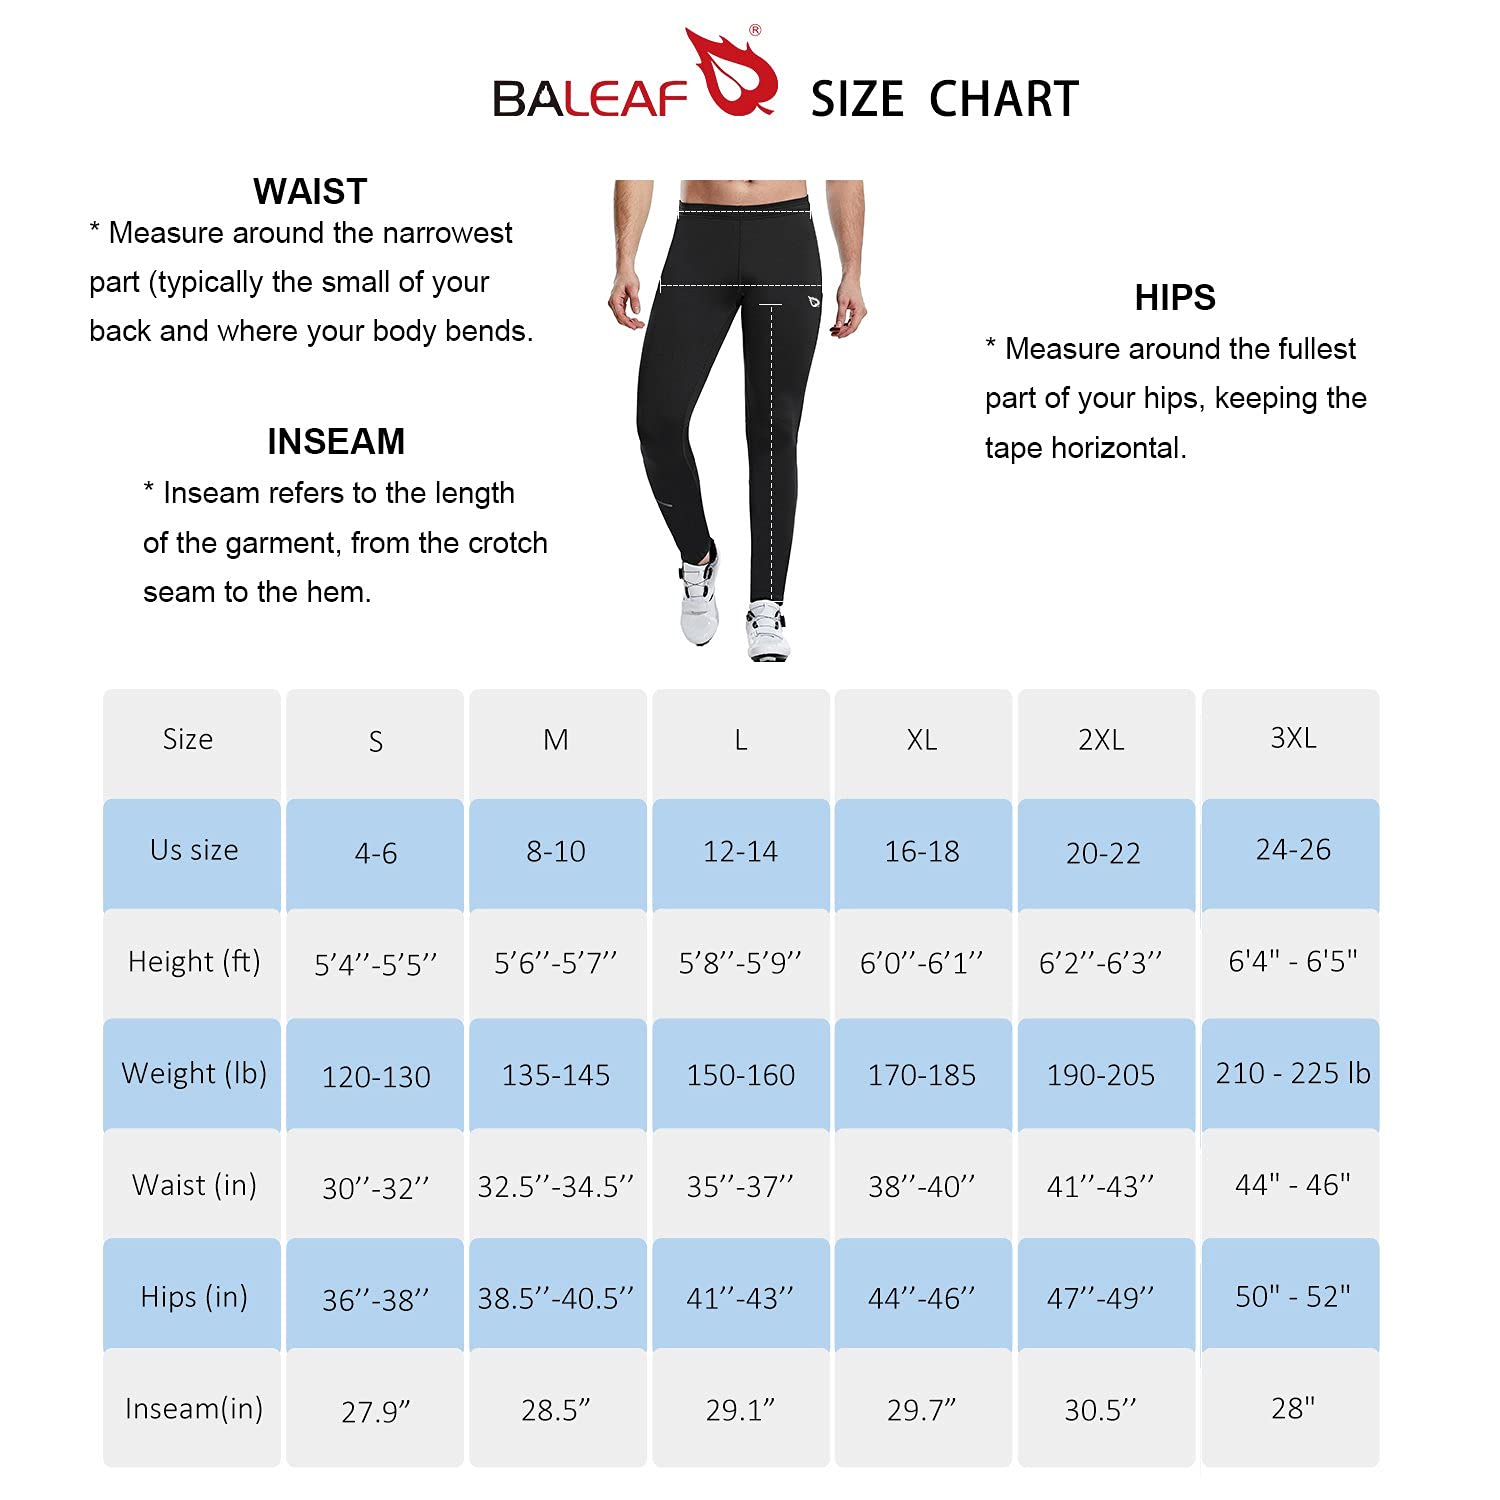 BALEAF® SIZE CHART
WAIST
* Measure around the narrowest
part (typically the small of your
back and where your body bends.
INSEAM
* Inseam refers to the length
of the garment, from the crotch
seam to the hem.
HIPS
* Measure around the fullest
part of your hips, keeping the
tape horizontal.
Size S M L XL 2XL 3XL
Us size 4-6 8-10 12-14 16-18 20-22 24-26
Height (ft) 5’4’’-5’5’’ 5’6’’-5’7’’ 5’8’’-5’9’’ 6’0’’-6’1’’ 6’2’’-6’3’’ 6'4" - 6'5"
Weight (lb) 120-130 135-145 150-160 170-185 190-205 210 - 225 lb
Waist (in) 30’’-32’’ 32.5’’-34.5’’ 35’’-37’’ 38’’-40’’ 41’’-43’’ 44" - 46"
Hips (in) 36’’-38’’ 38.5’’-40.5’’ 41’’-43’’ 44’’-46’’ 47’’-49’’ 50" - 52"
Inseam(in) 27.9” 28.5” 29.1” 29.7” 30.5’’ 28"